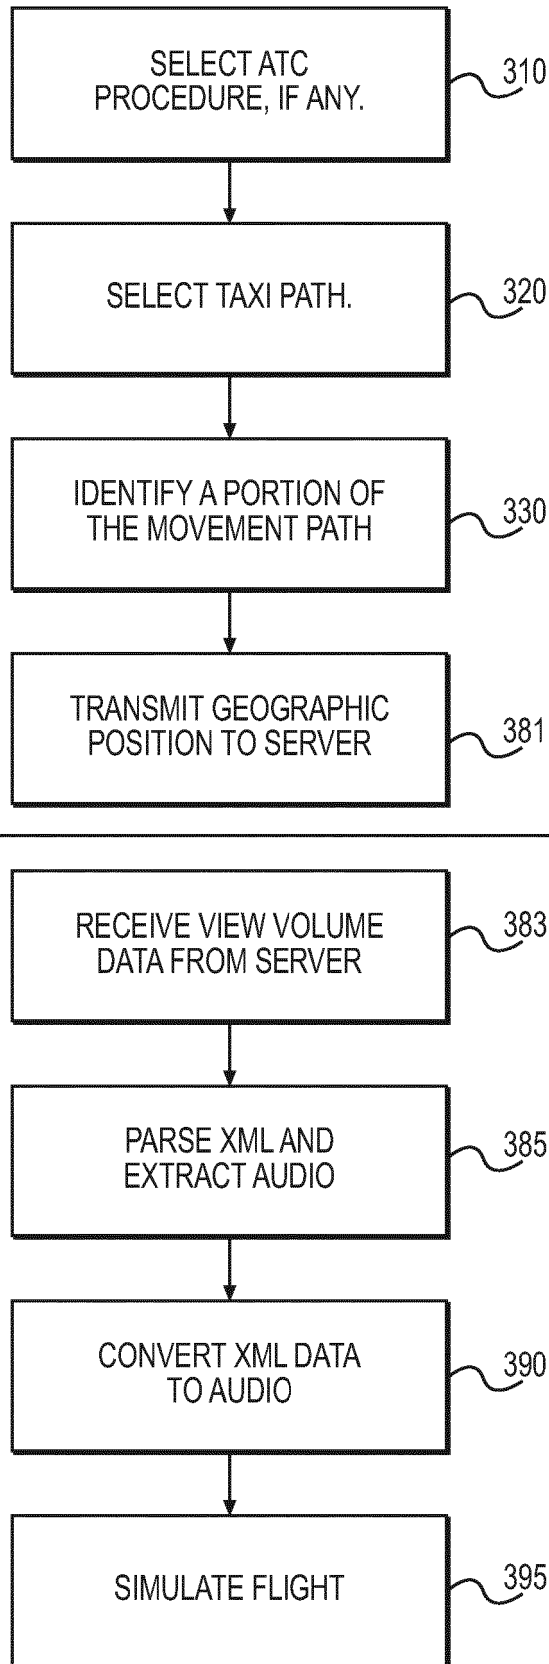 SELECT ATC
PROCEDURE, IF ANY.
310
SELECT TAXI PATH.
320
IDENTIFY A PORTION OF
THE MOVEMENT PATH
330
TRANSMIT GEOGRAPHIC
POSITION TO SERVER
381
RECEIVE VIEW VOLUME
DATA FROM SERVER
383
PARSE XML AND
EXTRACT AUDIO
385
CONVERT XML DATA
TO AUDIO
390
SIMULATE FLIGHT
395